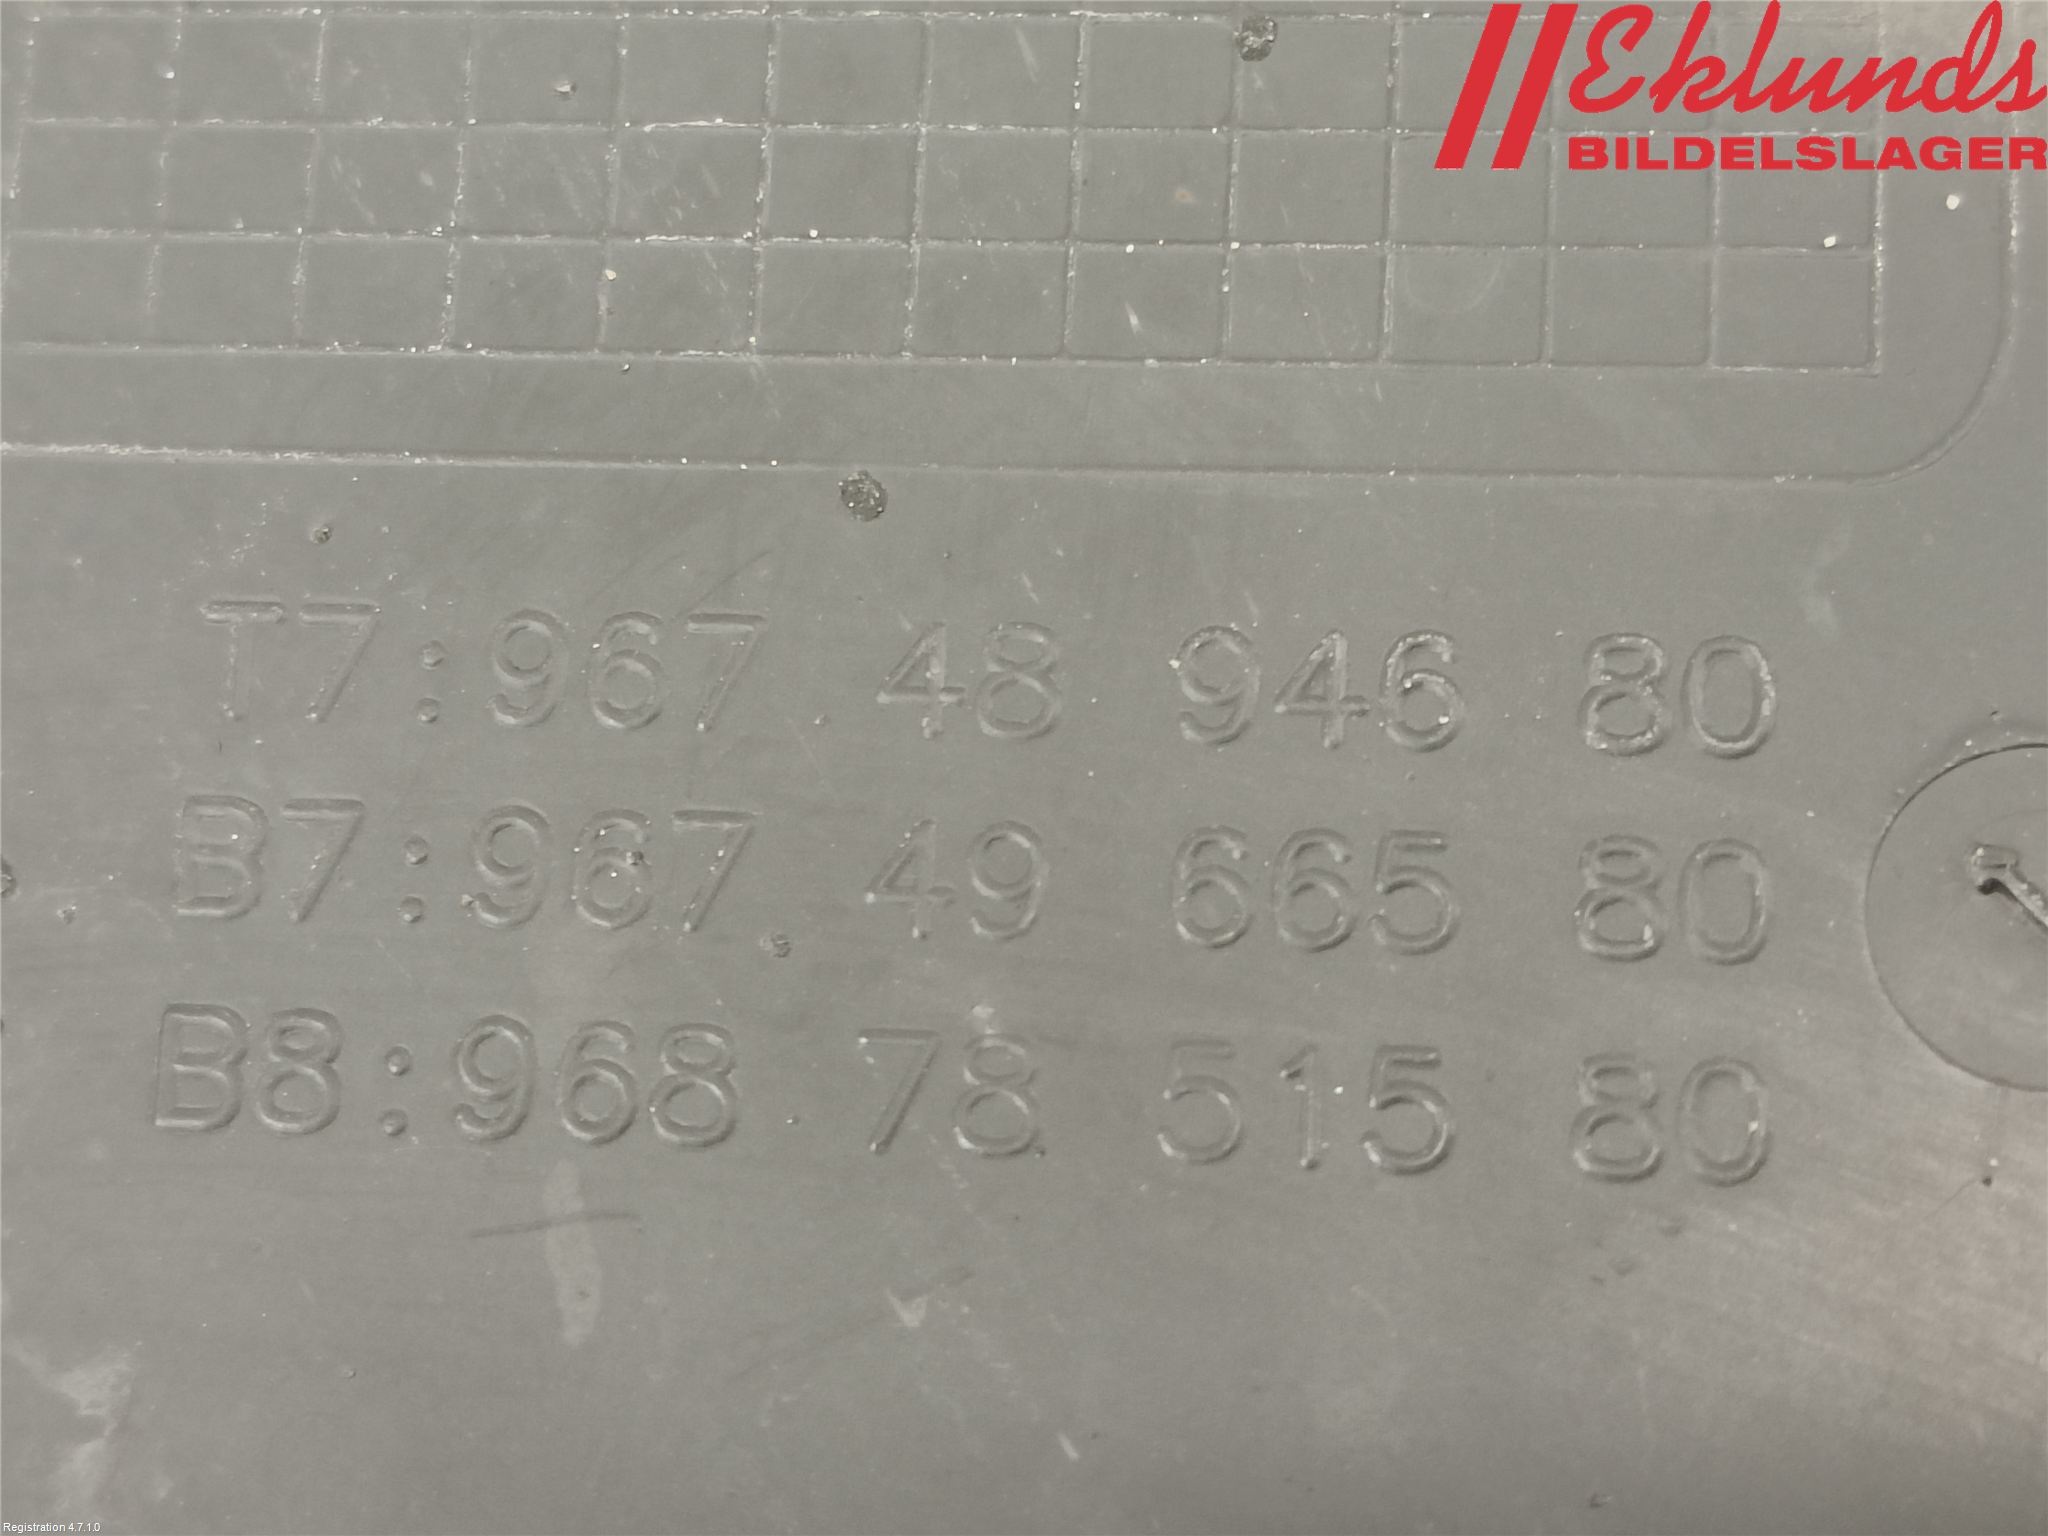 Eklunds
BILDELSLAGER
T7:967 48 946 80
B7:967 49 665 80
B8:968 78 515 80
Registration 4.7.1.0